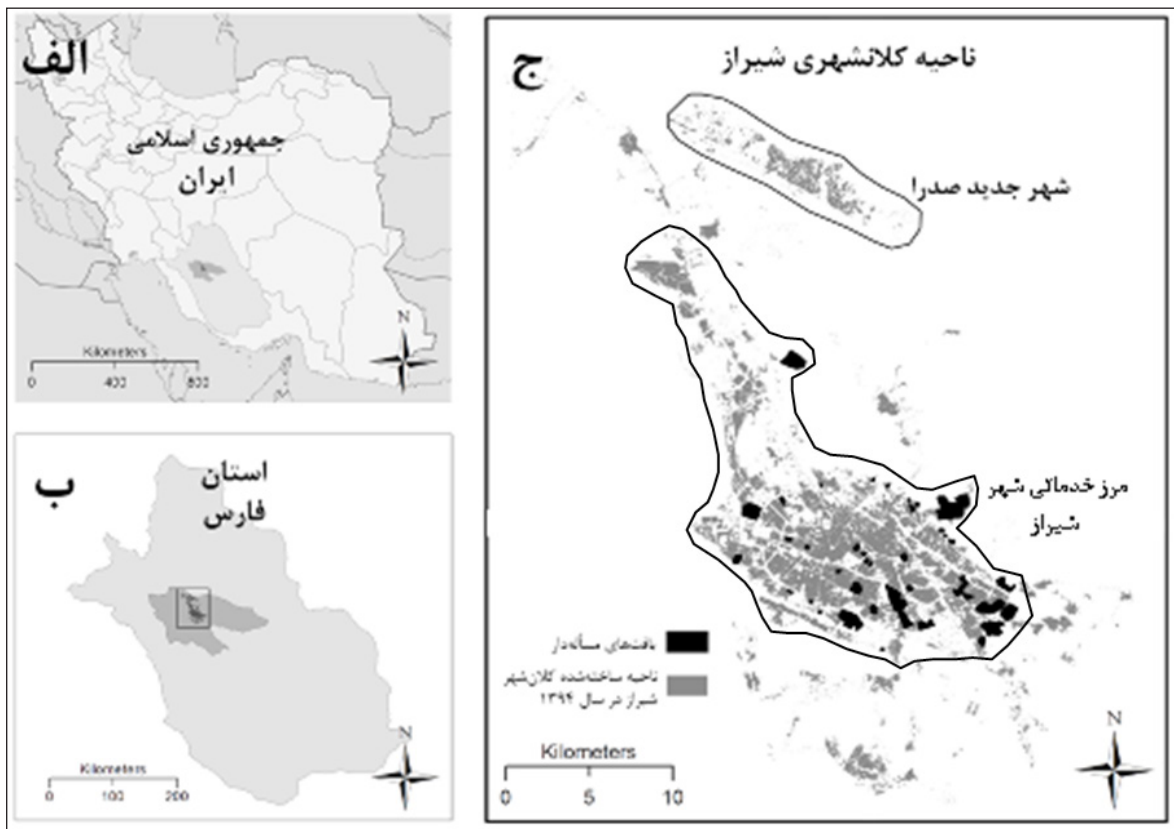 الف
جمهوری اسلامی
ایران
N
Kilometers
0 400 800
ب
استان
فارس
N
Kilometers
0 100 200
ج
ناحیه کلانشهری شیراز
شهر جدید صدرا
مرز خدماتی شهر
شیراز
بافت‌های مسأله‌دار
ناحیه ساخته‌شده کلان‌شهر
شیراز در سال ۱۳۹۴
N
Kilometers
0 5 10